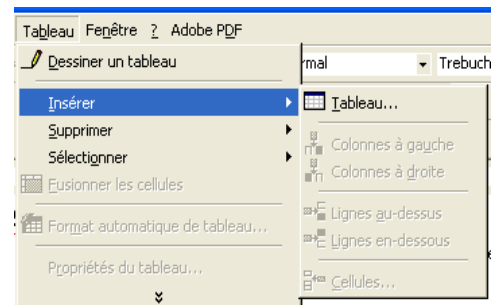 Tableau Fenêtre ? Adobe PDF
Dessiner un tableau
rmal Trebuch
Insérer
Tableau...
Supprimer
Colonnes à gauche
Sélectionner
Colonnes à droite
Fusionner les cellules
Lignes au-dessus
Format automatique de tableau...
Lignes en-dessous
Propriétés du tableau...
Cellules...